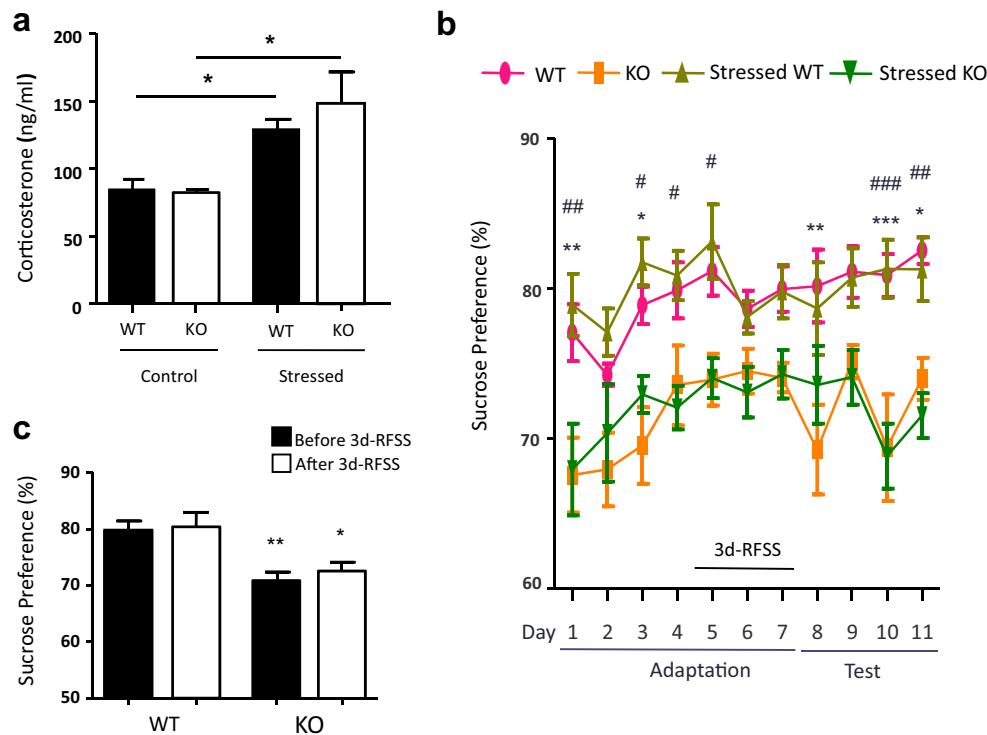 a
Corticosterone (ng/ml)
200
150
100
50
0
*
*
WT KO WT KO
Control Stressed
b
WT KO Stressed WT Stressed KO
Sucrose Preference (%)
90
80
70
60
##
**
#
*
#
#
**
###
***
##
*
3d-RFSS
Day 1 2 3 4 5 6 7 8 9 10 11
Adaptation Test
c
Before 3d-RFSS
After 3d-RFSS
Sucrose Preference (%)
90
80
70
60
50
**
*
WT KO